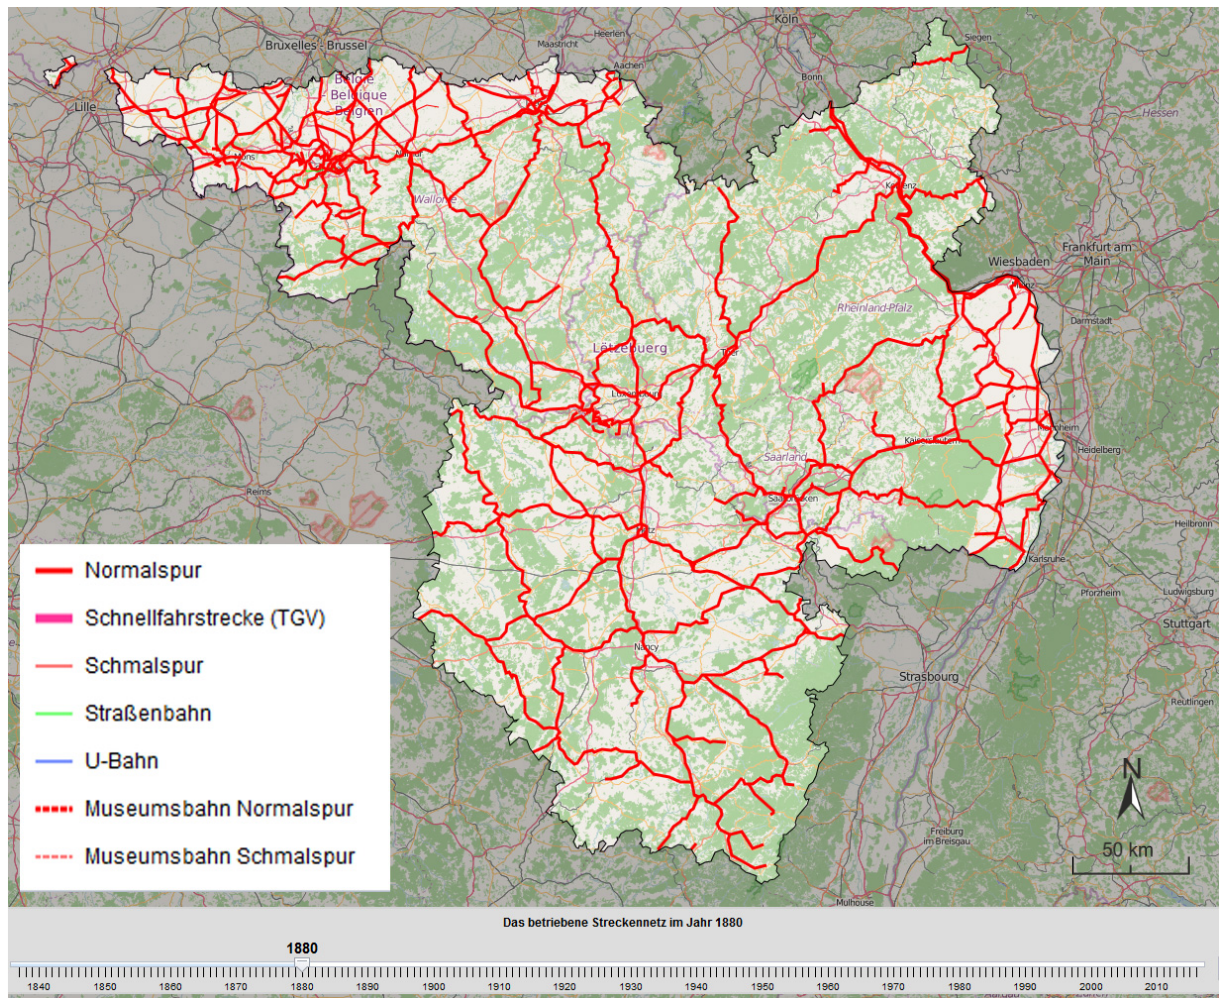 Köln
Siegen
Heerlen
Maastricht
Bruxelles - Brussel
Aachen
Bonn
België
- Belgique
- Belgien
Lille
Hessen
Mons
Namur
Koblenz
Wallonie
Frankfurt am
Main
Wiesbaden
Mainz
Rheinland-Pfalz
Darmstadt
Lëtzebuerg
Trier
Luxembourg
Mannheim
Kaiserslautern
Heidelberg
Saarland
Reims
Saarbrücken
Heilbronn
Metz
Karlsruhe
Pforzheim
Ludwigsburg
Stuttgart
Nancy
Strasbourg
Reutlingen
Freiburg
im Breisgau
Mulhouse
N
50 km
Normalspur
Schnellfahrstrecke (TGV)
Schmalspur
Straßenbahn
U-Bahn
Museumsbahn Normalspur
Museumsbahn Schmalspur
Das betriebene Streckennetz im Jahr 1880
1880
1840 1850 1860 1870 1880 1890 1900 1910 1920 1930 1940 1950 1960 1970 1980 1990 2000 2010